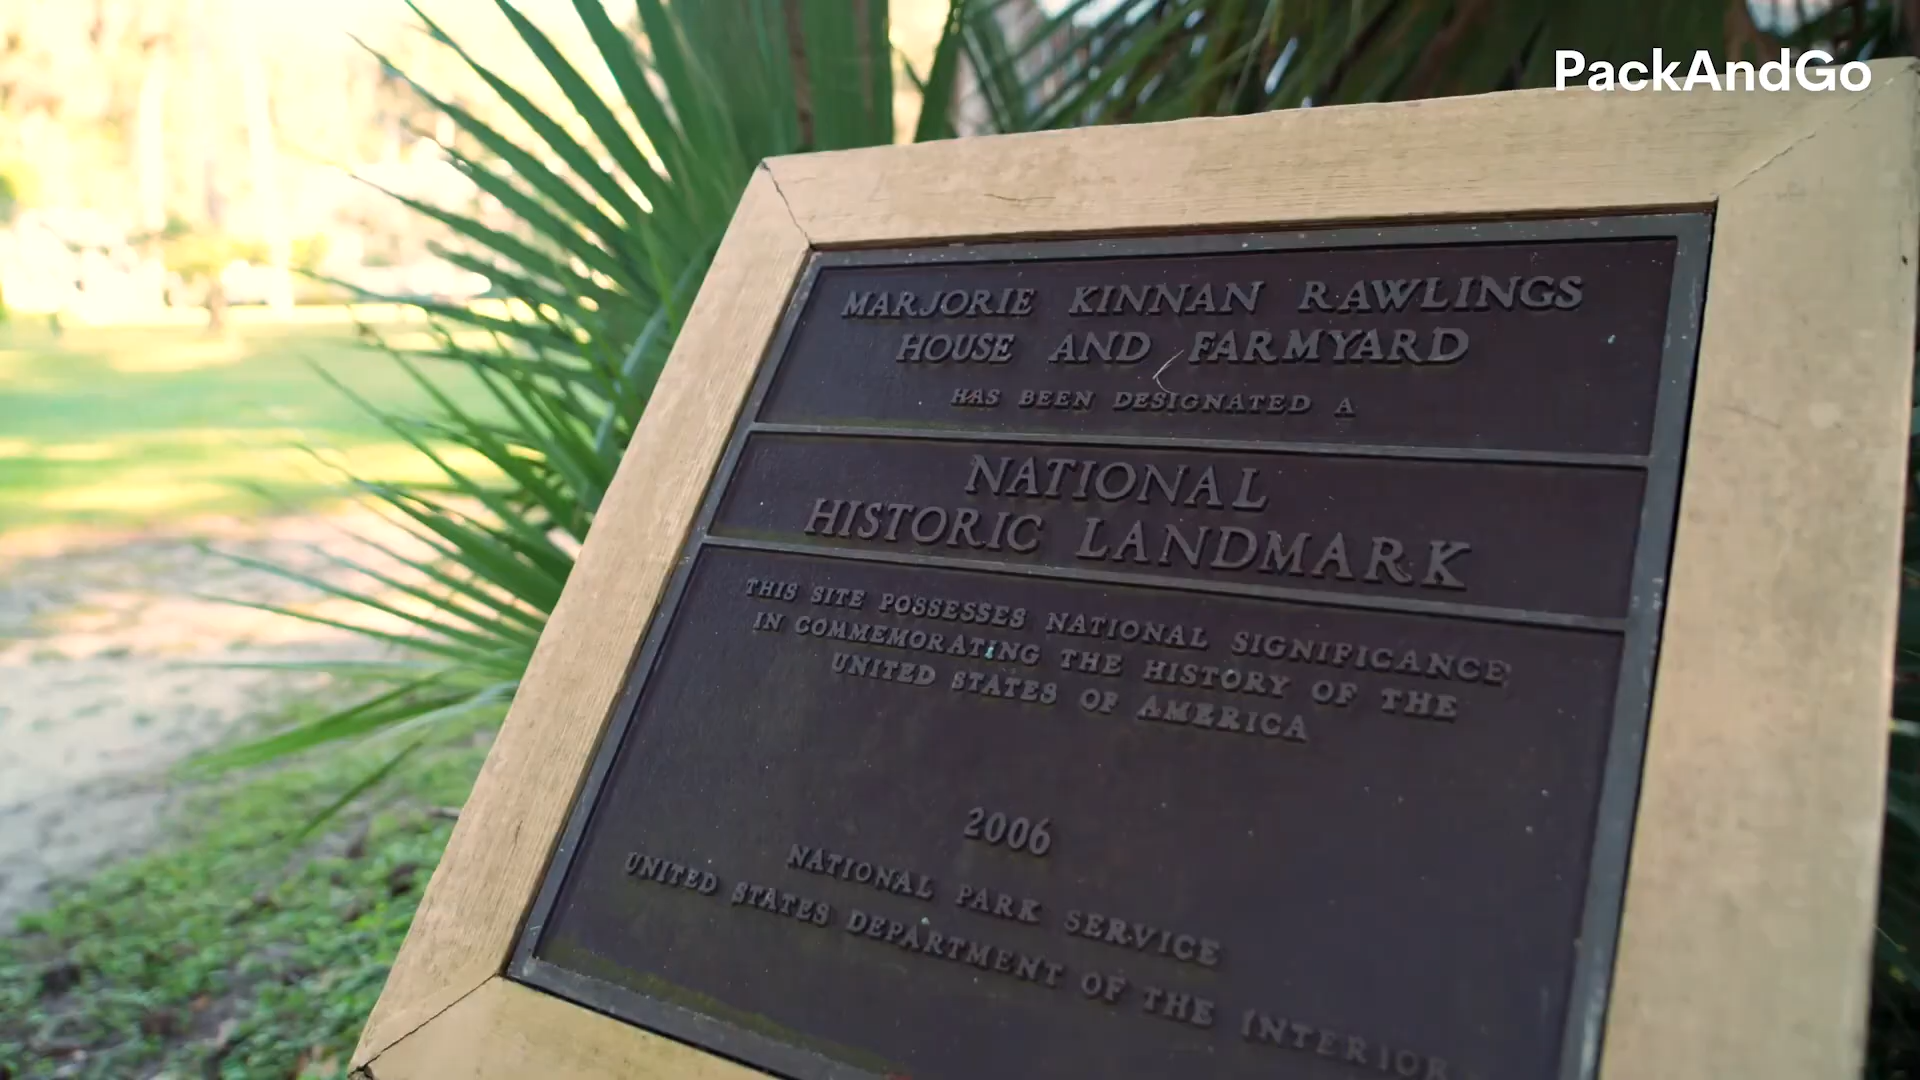 PackAndGo
MARJORIE KINNAN RAWLINGS
HOUSE AND FARMYARD
HAS BEEN DESIGNATED A
NATIONAL
HISTORIC LANDMARK
THIS SITE POSSESSES NATIONAL SIGNIFICANCE
IN COMMEMORATING THE HISTORY OF THE
UNITED STATES OF AMERICA
2006
NATIONAL PARK SERVICE
UNITED STATES DEPARTMENT OF THE INTERIOR